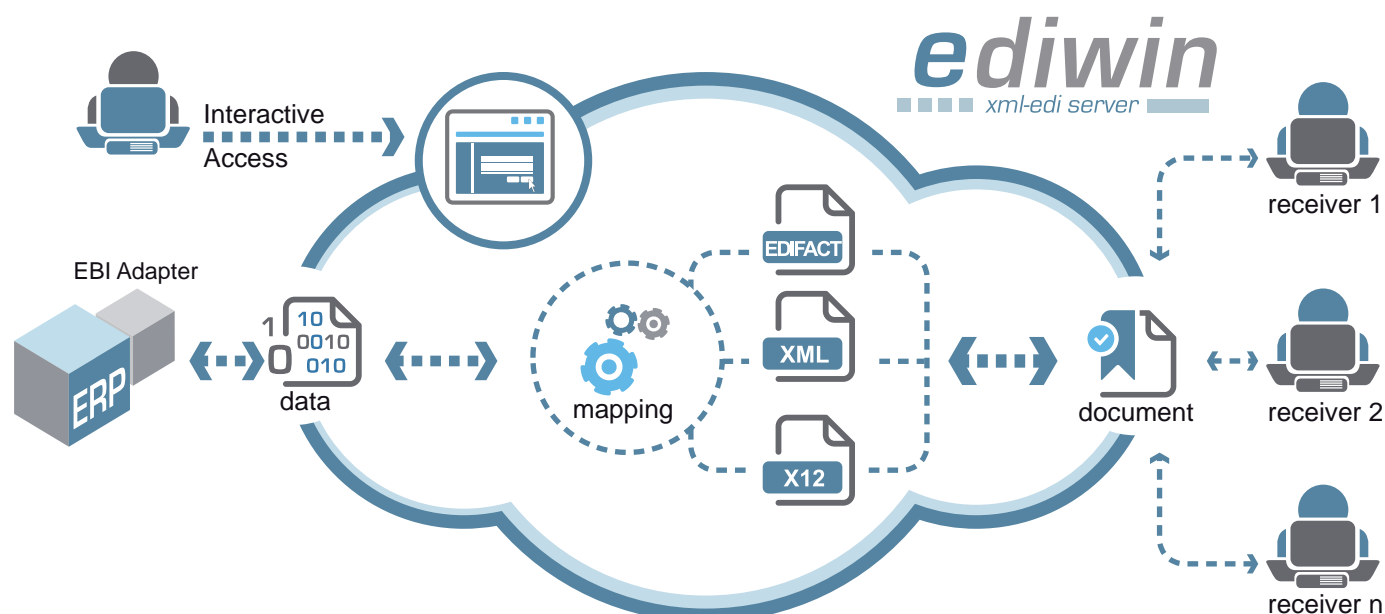 ediwin
xml-edi server
Interactive
Access
receiver 1
EBI Adapter
ERP
1 10
0010
0 010
data
mapping
EDIFACT
XML
X12
document
receiver 2
receiver n